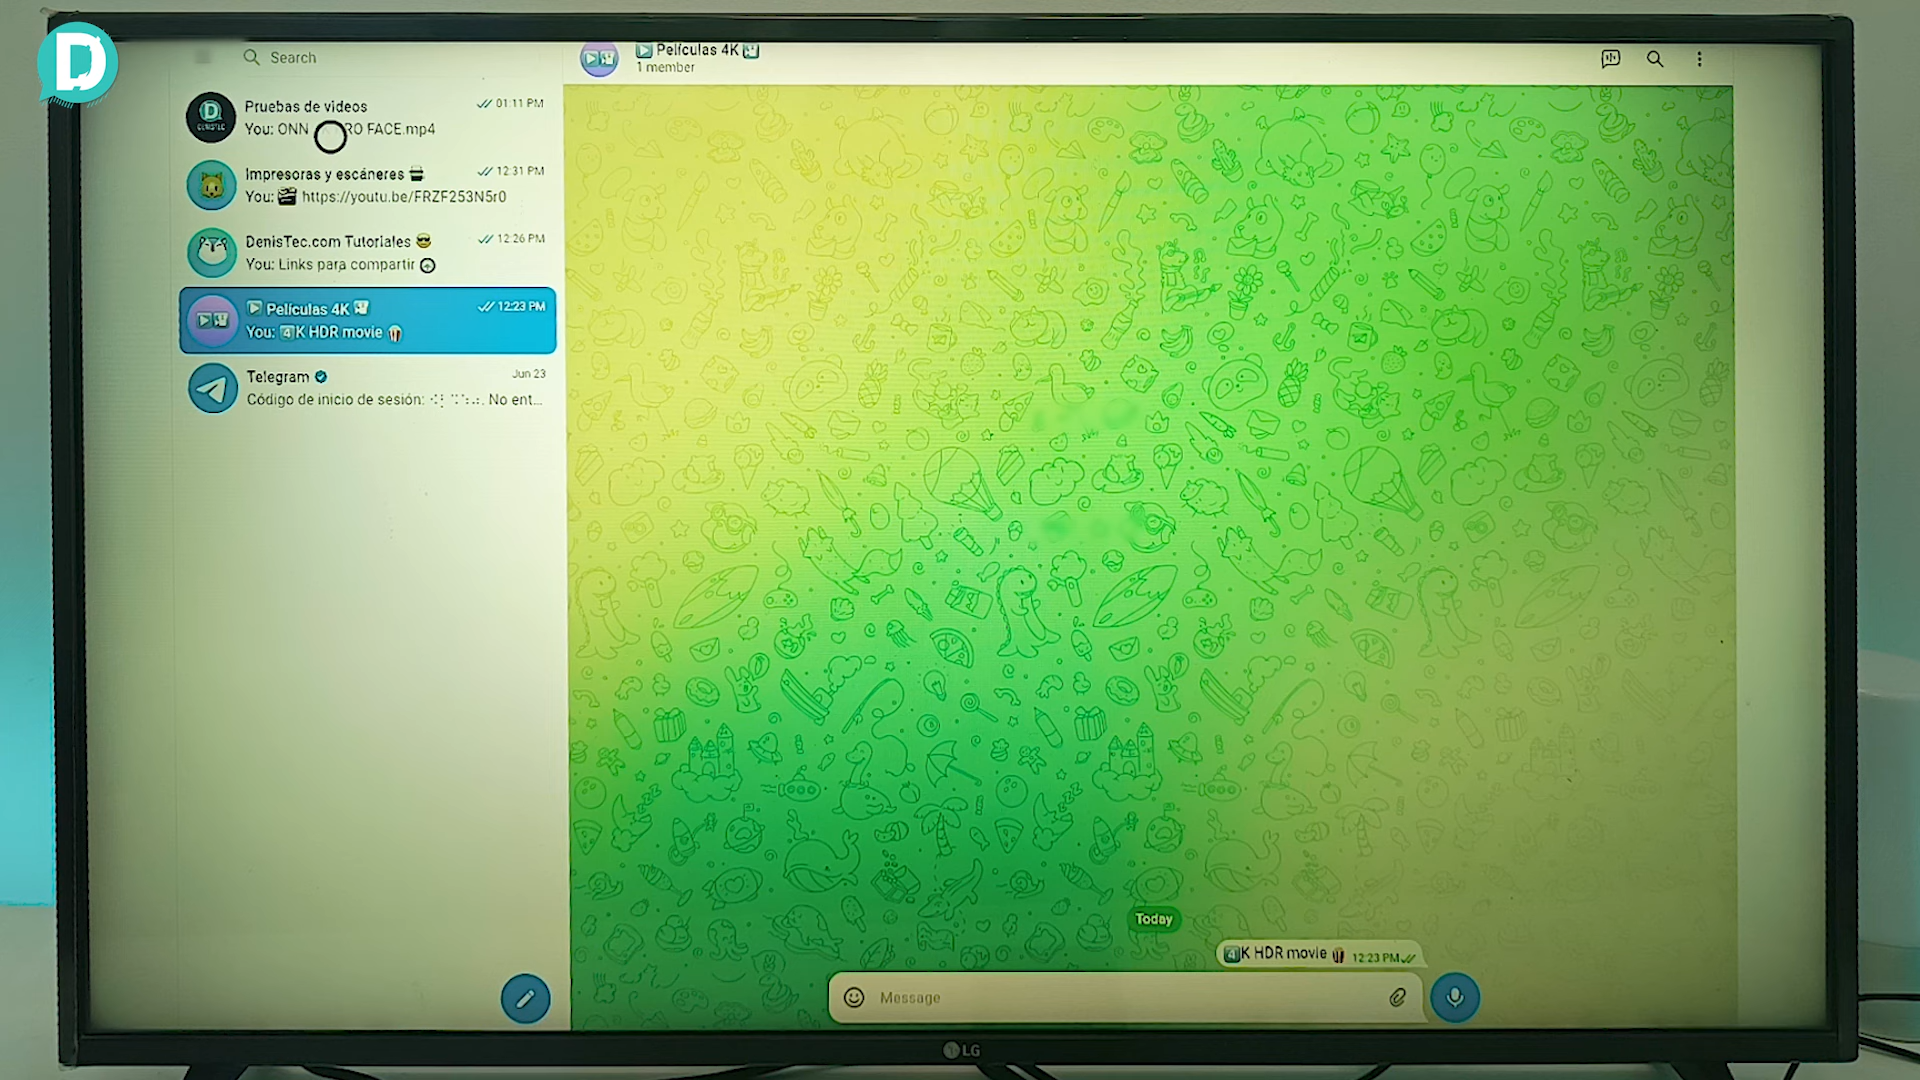 D
Search
Películas 4K
1 member
Pruebas de videos 01:11 PM
You: ONN RO FACE.mp4
Impresoras y escáneres 12:31 PM
You: https://youtu.be/FRZF253N5r0
DenisTec.com Tutoriales 😎 12:26 PM
You: Links para compartir
Películas 4K 12:23 PM
You: 4️⃣K HDR movie 🍿
Telegram Jun 23
Código de inicio de sesión: No ent...
Today
4️⃣K HDR movie 🍿 12:23 PM
Message
LG